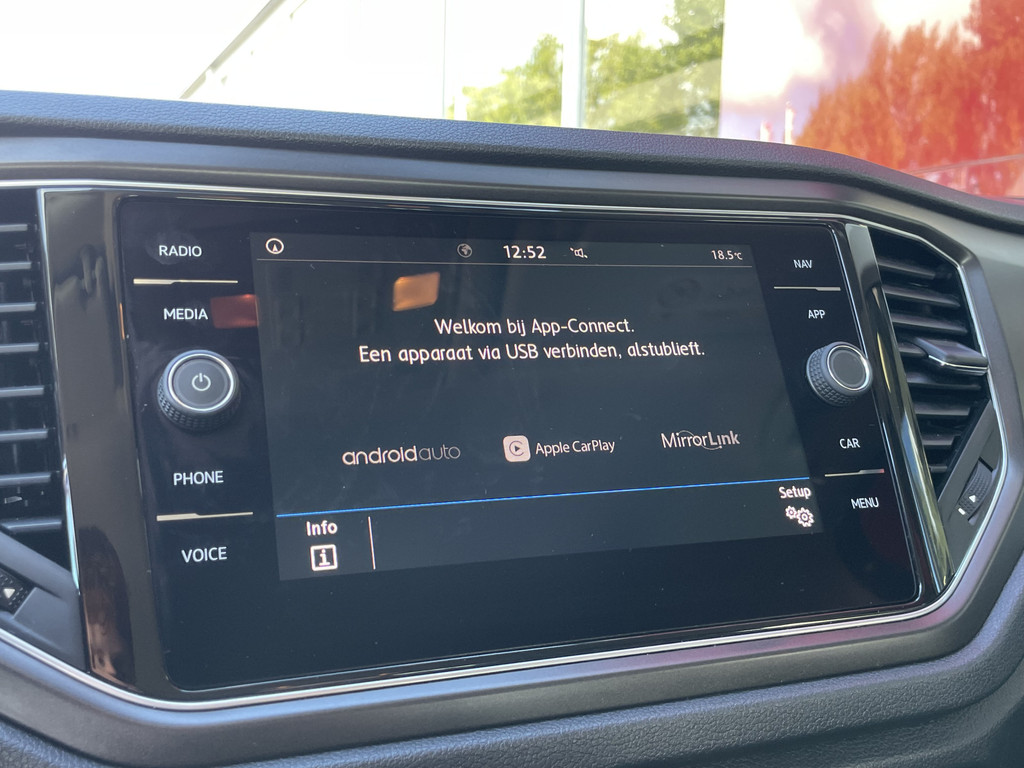 RADIO
MEDIA
PHONE
VOICE
12:52
18.5°C
Welkom bij App-Connect.
Een apparaat via USB verbinden, alstublieft.
androidauto
Apple CarPlay
MirrorLink
Info
i
Setup
NAV
APP
CAR
MENU